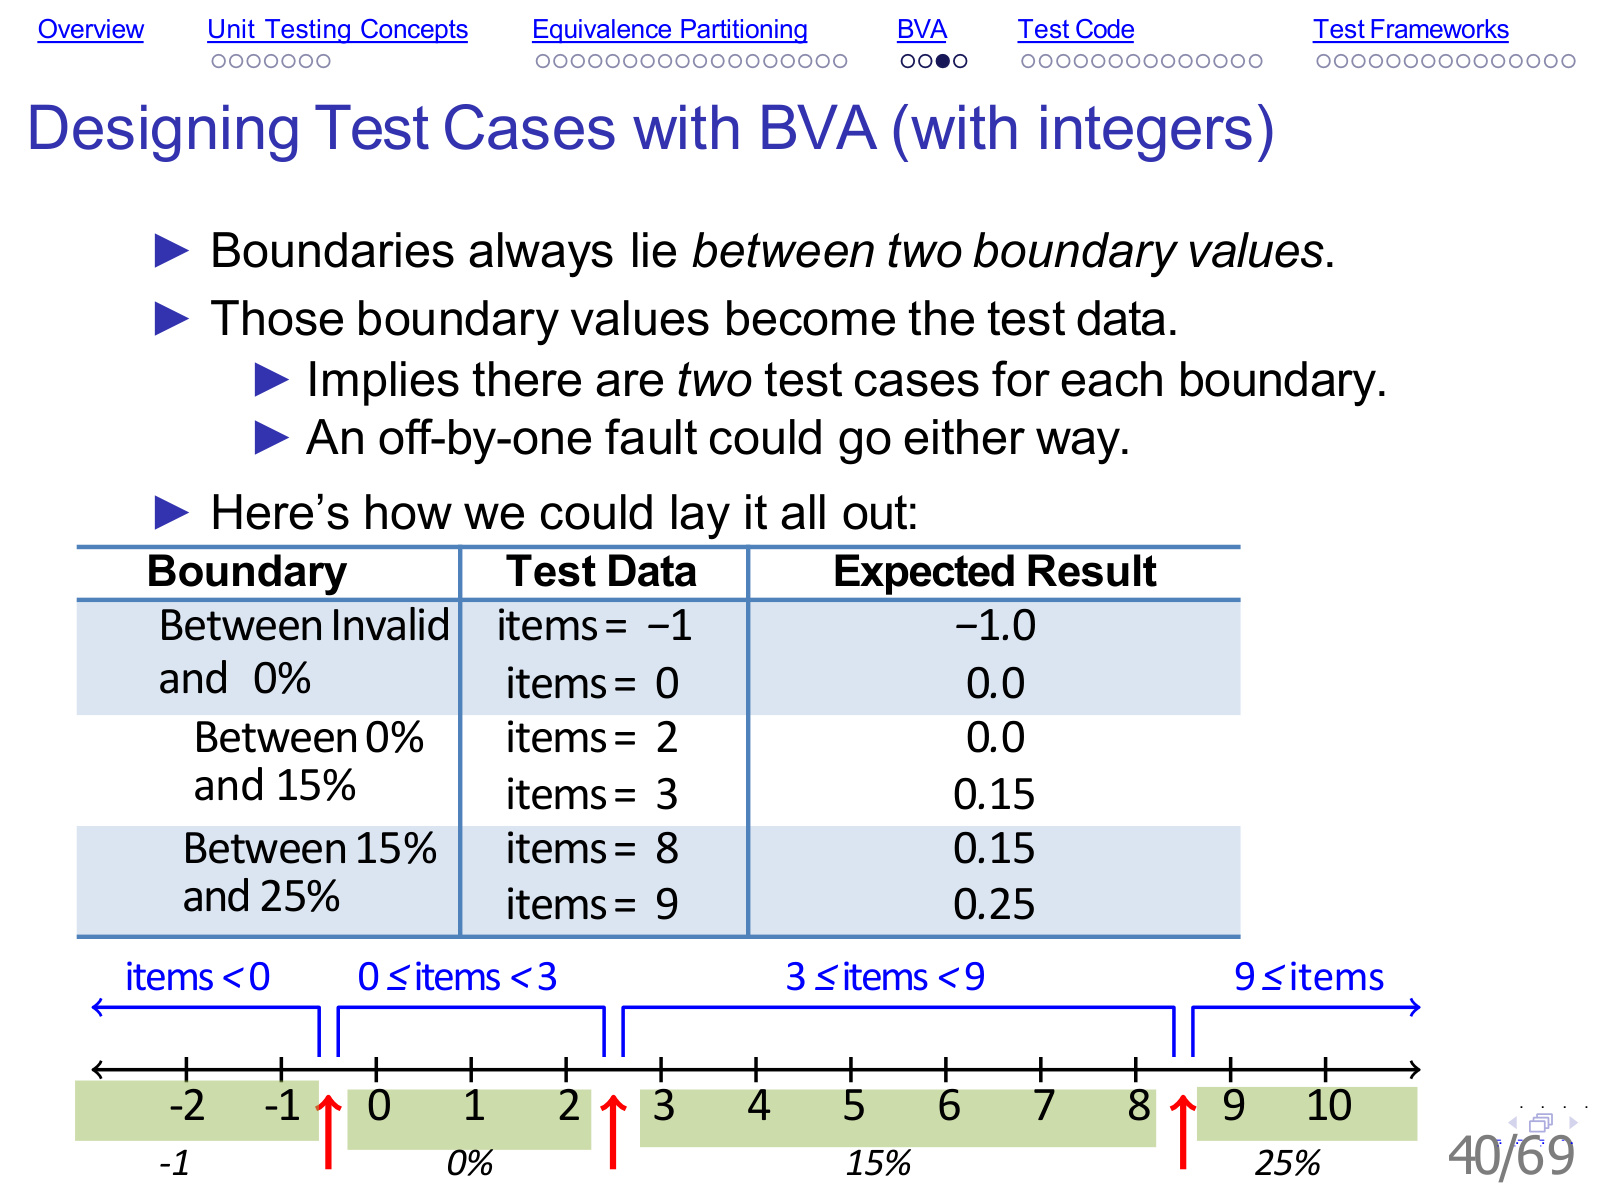 Overview Unit Testing Concepts Equivalence Partitioning BVA Test Code Test Frameworks
Designing Test Cases with BVA (with integers)
Boundaries always lie between two boundary values.
Those boundary values become the test data.
Implies there are two test cases for each boundary.
An off-by-one fault could go either way.
Here’s how we could lay it all out:
Boundary Test Data Expected Result
Between Invalid items = −1 −1.0
and 0% items = 0 0.0
Between 0% items = 2 0.0
and 15% items = 3 0.15
Between 15% items = 8 0.15
and 25% items = 9 0.25
items < 0 0 ≤ items < 3 3 ≤ items < 9 9 ≤ items
-2 -1 0 1 2 3 4 5 6 7 8 9 10
-1 0% 15% 25%
40/69